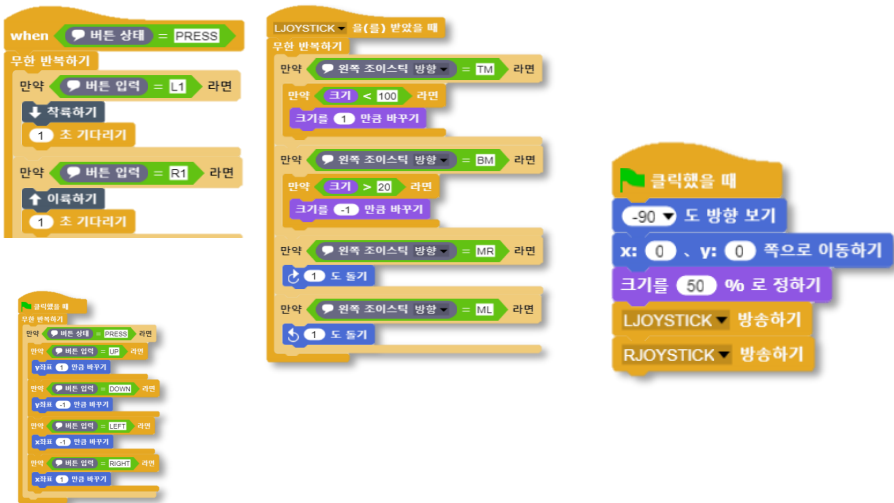 when 버튼 상태 = PRESS
무한 반복하기
만약 버튼 입력 = L1 라면
착륙하기
1 초 기다리기
만약 버튼 입력 = R1 라면
이륙하기
1 초 기다리기
클릭했을 때
무한 반복하기
만약 버튼 상태 = PRESS 라면
만약 버튼 입력 = UP 라면
y좌표 1 만큼 바꾸기
만약 버튼 입력 = DOWN 라면
y좌표 -1 만큼 바꾸기
만약 버튼 입력 = LEFT 라면
x좌표 -1 만큼 바꾸기
만약 버튼 입력 = RIGHT 라면
x좌표 1 만큼 바꾸기
LJOYSTICK 을(를) 받았을 때
무한 반복하기
만약 왼쪽 조이스틱 방향 = TM 라면
만약 크기 < 100 라면
크기를 1 만큼 바꾸기
만약 왼쪽 조이스틱 방향 = BM 라면
만약 크기 > 20 라면
크기를 -1 만큼 바꾸기
만약 왼쪽 조이스틱 방향 = MR 라면
1 도 돌기
만약 왼쪽 조이스틱 방향 = ML 라면
1 도 돌기
클릭했을 때
-90 도 방향 보기
x: 0 、 y: 0 쪽으로 이동하기
크기를 50 % 로 정하기
LJOYSTICK 방송하기
RJOYSTICK 방송하기